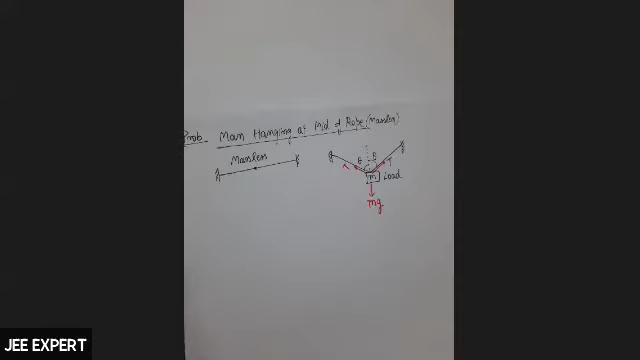 Prob. Man Hanging at Mid of Rope (Massless)
Massless
θ θ
T T
m Load
mg
JEE EXPERT